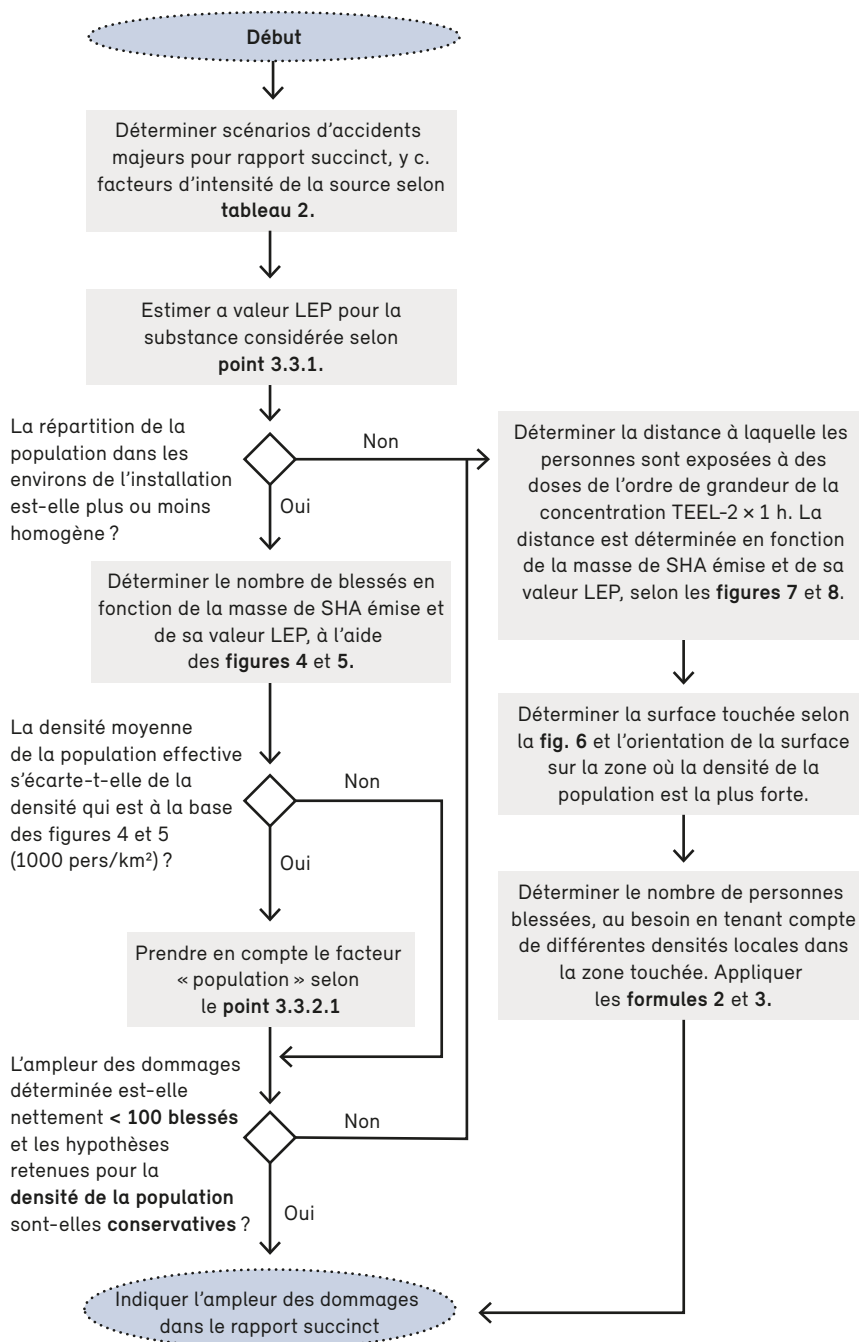 Début
Déterminer scénarios d'accidents
majeurs pour rapport succinct, y c.
facteurs d'intensité de la source selon
tableau 2.
Estimer a valeur LEP pour la
substance considérée selon
point 3.3.1.
La répartition de la
population dans les
environs de l'installation
est-elle plus ou moins
homogène ?
Non
Oui
Déterminer le nombre de blessés en
fonction de la masse de SHA émise et
de sa valeur LEP, à l'aide
des figures 4 et 5.
La densité moyenne
de la population effective
s'écarte-t-elle de la
densité qui est à la base
des figures 4 et 5
(1000 pers/km²) ?
Non
Oui
Prendre en compte le facteur
« population » selon
le point 3.3.2.1
L'ampleur des dommages
déterminée est-elle
nettement < 100 blessés
et les hypothèses
retenues pour la
densité de la population
sont-elles conservatives ?
Non
Oui
Déterminer la distance à laquelle les
personnes sont exposées à des
doses de l'ordre de grandeur de la
concentration TEEL-2 × 1 h. La
distance est déterminée en fonction
de la masse de SHA émise et de sa
valeur LEP, selon les figures 7 et 8.
Déterminer la surface touchée selon
la fig. 6 et l'orientation de la surface
sur la zone où la densité de la
population est la plus forte.
Déterminer le nombre de personnes
blessées, au besoin en tenant compte
de différentes densités locales dans
la zone touchée. Appliquer
les formules 2 et 3.
Indiquer l'ampleur des dommages
dans le rapport succinct